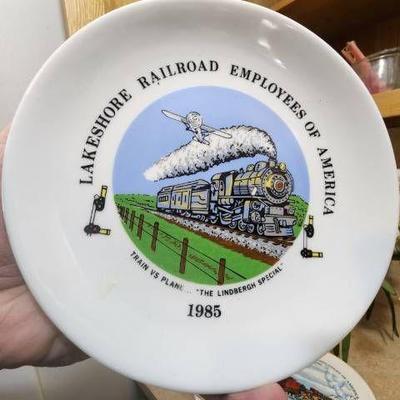 LAKESHORE RAILROAD EMPLOYEES OF AMERICA
TRAIN VS PLANE... "THE LINDBERGH SPECIAL"
1985